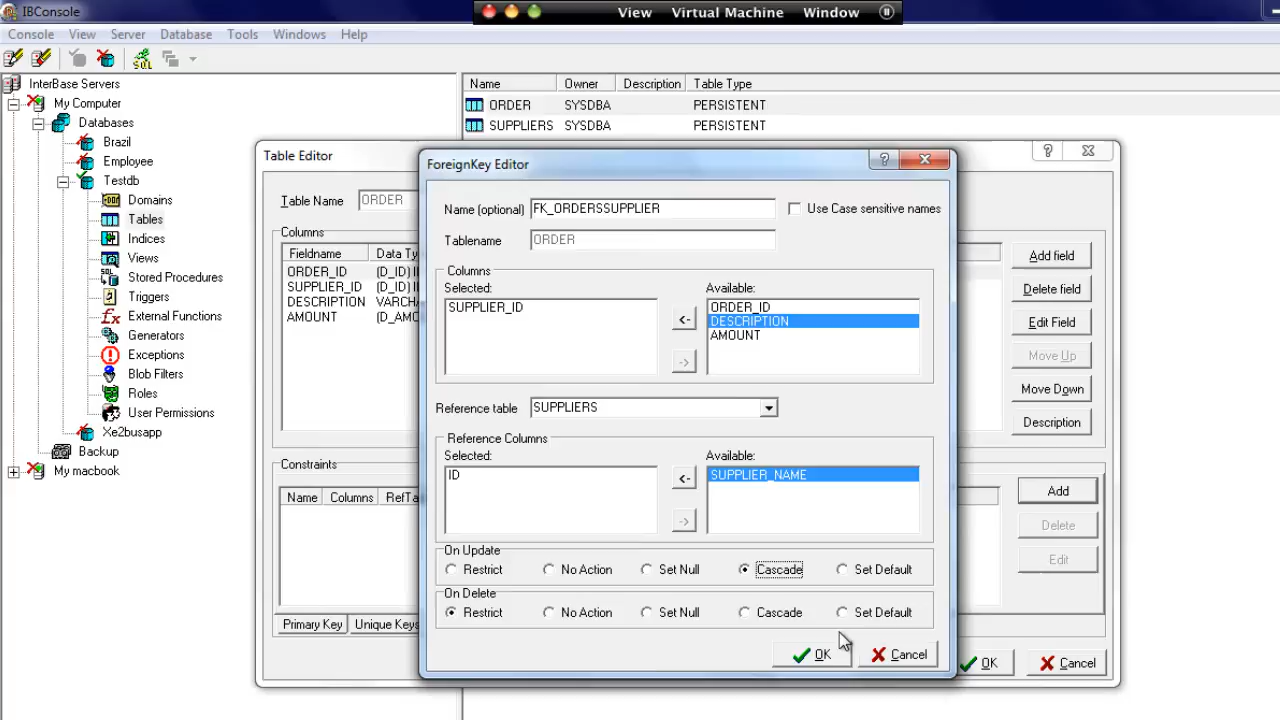 IBConsole
View Virtual Machine Window
Console View Server Database Tools Windows Help
SQL
InterBase Servers
My Computer
Databases
Brazil
Employee
Testdb
Domains
Tables
Indices
Views
Stored Procedures
Triggers
External Functions
Generators
Exceptions
Blob Filters
Roles
User Permissions
Xe2busapp
Backup
My macbook
Name Owner Description Table Type
ORDER SYSDBA PERSISTENT
SUPPLIERS SYSDBA PERSISTENT
Table Editor
Table Name ORDER
Columns
Fieldname Data Ty
ORDER_ID (D_ID) I
SUPPLIER_ID (D_ID) I
DESCRIPTION VARCHA
AMOUNT (D_AMO
Add field
Delete field
Edit Field
Move Up
Move Down
Description
Constraints
Name Columns RefTa
Add
Delete
Edit
Primary Key Unique Keys
OK Cancel
ForeignKey Editor
Name (optional) FK_ORDERSSUPPLIER Use Case sensitive names
Tablename ORDER
Columns
Selected: Available:
SUPPLIER_ID ORDER_ID
DESCRIPTION
AMOUNT
<-
->
Reference table SUPPLIERS
Reference Columns
Selected: Available:
ID SUPPLIER_NAME
<-
->
On Update
Restrict No Action Set Null Cascade Set Default
On Delete
Restrict No Action Set Null Cascade Set Default
OK Cancel